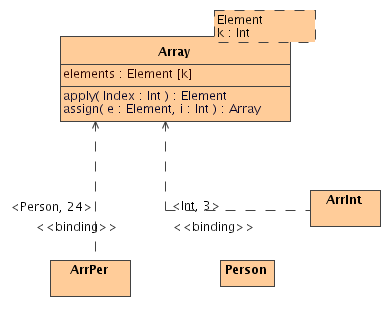 Element
k : Int
Array
elements : Element [k]
apply( Index : Int ) : Element
assign( e : Element, i : Int ) : Array
<Person, 24>
<Int, 3>
<<binding>>
<<binding>>
ArrInt
ArrPer
Person